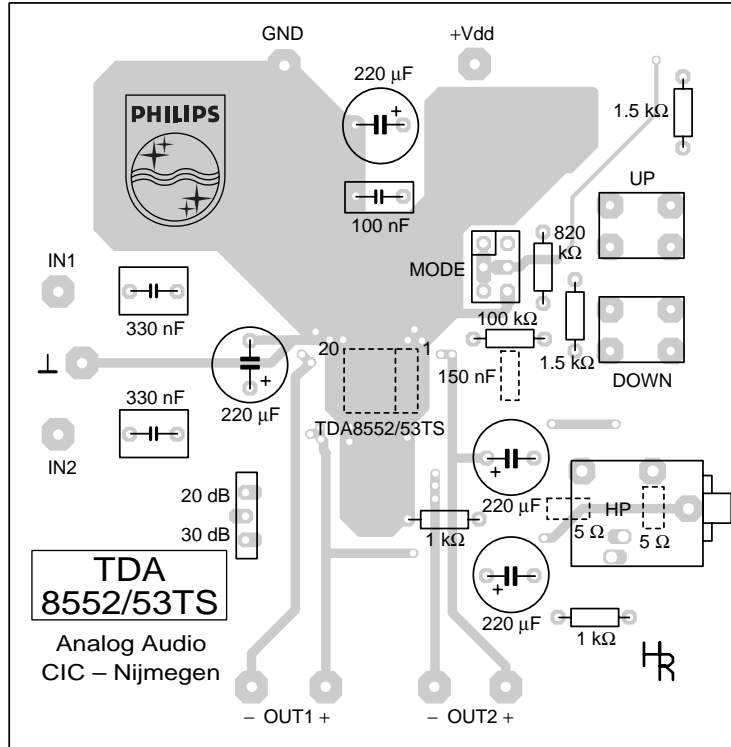 GND
+Vdd
220 μF
+
PHILIPS
1.5 kΩ
100 nF
UP
820
kΩ
MODE
IN1
330 nF
100 kΩ
20
1
1.5 kΩ
150 nF
DOWN
+
220 μF
330 nF
TDA8552/53TS
IN2
+
220 μF
20 dB
30 dB
HP
5 Ω
5 Ω
1 kΩ
TDA
8552/53TS
+
220 μF
1 kΩ
Analog Audio
CIC – Nijmegen
HR
– OUT1 +
– OUT2 +